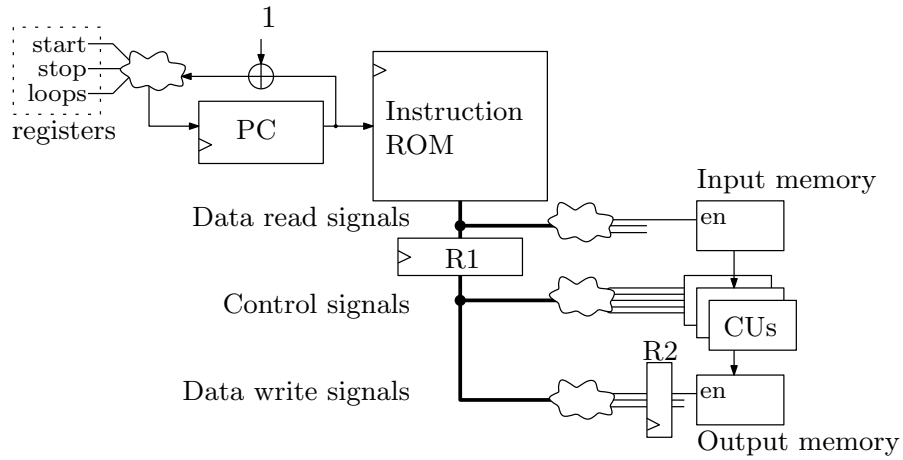 1
start
stop
loops
registers
PC
Instruction
ROM
Data read signals
Input memory
en
R1
Control signals
CUs
R2
Data write signals
en
Output memory